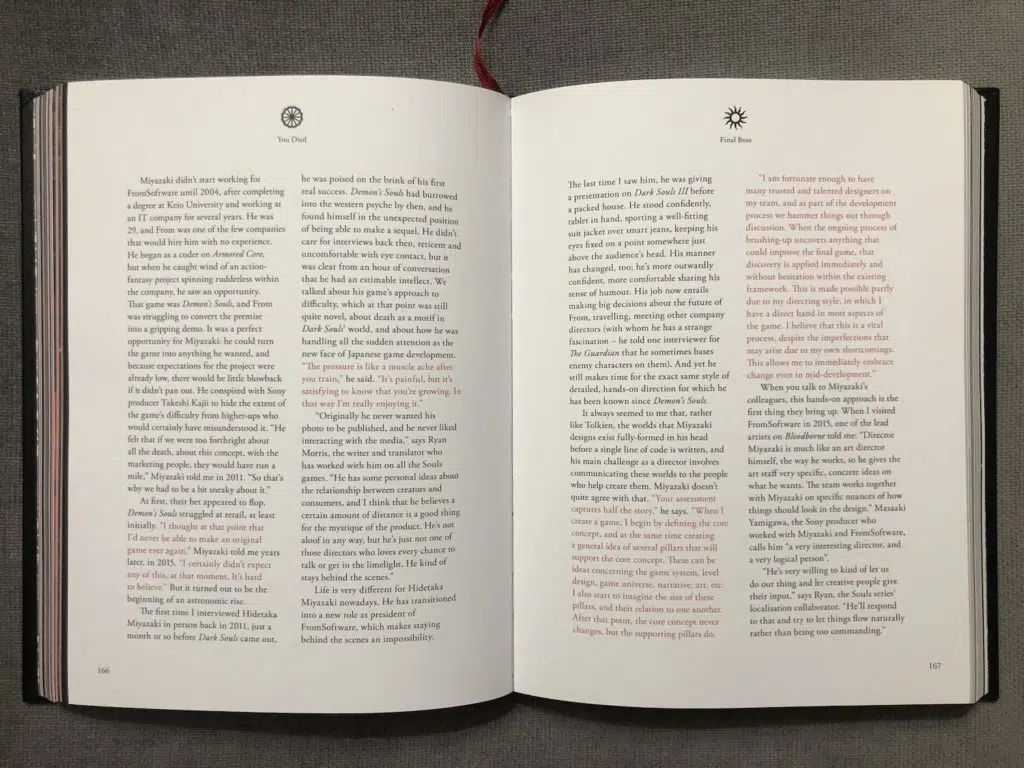 You Died
Miyazaki didn't start working for
FromSoftware until 2004, after completing
a degree at Keio University and working at
an IT company for several years. He was
29, and From was one of the few companies
that would hire him with no experience.
He began as a coder on Armored Core,
but when he caught wind of an action-
fantasy project spinning rudderless within
the company, he saw an opportunity.
That game was Demon's Souls, and From
was struggling to convert the premise
into a gripping demo. It was a perfect
opportunity for Miyazaki: he could turn
the game into anything he wanted, and
because expectations for the project were
already low, there would be little blowback
if it didn't pan out. He conspired with Sony
producer Takeshi Kajii to hide the extent of
the game's difficulty from higher-ups who
would certainly have misunderstood it. "He
felt that if we were too forthright about
all the death, about this concept, with the
marketing people, they would have run a
mile," Miyazaki told me in 2011. "So that's
why we had to be a bit sneaky about it."
At first, their bet appeared to flop.
Demon's Souls struggled at retail, at least
initially. "I thought at that point that
I'd never be able to make an original
game ever again," Miyazaki told me years
later, in 2015. "I certainly didn't expect
any of this, at that moment. It's hard
to believe." But it turned out to be the
beginning of an astronomic rise.
The first time I interviewed Hidetaka
Miyazaki in person back in 2011, just a
month or so before Dark Souls came out,
he was poised on the brink of his first
real success. Demon's Souls had burrowed
into the western psyche by then, and he
found himself in the unexpected position
of being able to make a sequel. He didn't
care for interviews back then, reticent and
uncomfortable with eye contact, but it
was clear from an hour of conversation
that he had an estimable intellect. We
talked about his game's approach to
difficulty, which at that point was still
quite novel, about death as a motif in
Dark Souls' world, and about how he was
handling all the sudden attention as the
new face of Japanese game development.
"The pressure is like a muscle ache after
you train," he said. "It's painful, but it's
satisfying to know that you're growing. In
that way I'm really enjoying it."
"Originally he never wanted his
photo to be published, and he never liked
interacting with the media," says Ryan
Morris, the writer and translator who
has worked with him on all the Souls
games. "He has some personal ideas about
the relationship between creators and
consumers, and I think that he believes a
certain amount of distance is a good thing
for the mystique of the product. He's not
aloof in any way, but he's just not one of
those directors who loves every chance to
talk or get in the limelight. He kind of
stays behind the scenes."
Life is very different for Hidetaka
Miyazaki nowadays. He has transitioned
into a new role as president of
FromSoftware, which makes staying
behind the scenes an impossibility.
166
Final Boss
The last time I saw him, he was giving
a presentation on Dark Souls III before
a packed house. He stood confidently,
tablet in hand, sporting a well-fitting
suit jacket over smart jeans, keeping his
eyes fixed on a point somewhere just
above the audience's head. His manner
has changed, too; he's more outwardly
confident, more comfortable sharing his
sense of humour. His job now entails
making big decisions about the future of
From, travelling, meeting other company
directors (with whom he has a strange
fascination – he told one interviewer for
The Guardian that he sometimes bases
enemy characters on them). And yet he
still makes time for the exact same style of
detailed, hands-on direction for which he
has been known since Demon's Souls.
It always seemed to me that, rather
like Tolkien, the worlds that Miyazaki
designs exist fully-formed in his head
before a single line of code is written, and
his main challenge as a director involves
communicating these worlds to the people
who help create them. Miyazaki doesn't
quite agree with that. "Your assessment
captures half the story," he says. "When I
create a game, I begin by defining the core
concept, and at the same time creating
a general idea of several pillars that will
support the core concept. These can be
ideas concerning the game system, level
design, game universe, narrative, art, etc.
I also start to imagine the size of these
pillars, and their relation to one another.
After that point, the core concept never
changes, but the supporting pillars do.
"I am fortunate enough to have
many trusted and talented designers on
my team, and as part of the development
process we hammer things out through
discussion. When the ongoing process of
brushing-up uncovers anything that
could improve the final game, that
discovery is applied immediately and
without hesitation within the existing
framework. This is made possible partly
due to my directing style, in which I
have a direct hand in most aspects of
the game. I believe that this is a vital
process, despite the imperfections that
may arise due to my own shortcomings.
This allows me to immediately embrace
change even in mid-development."
When you talk to Miyazaki's
colleagues, this hands-on approach is the
first thing they bring up. When I visited
FromSoftware in 2015, one of the lead
artists on Bloodborne told me: "Director
Miyazaki is much like an art director
himself, the way he works, so he gives the
art staff very specific, concrete ideas on
what he wants. The team works together
with Miyazaki on specific nuances of how
things should look in the design." Masaaki
Yamigawa, the Sony producer who
worked with Miyazaki and FromSoftware,
calls him "a very interesting director, and
a very logical person".
"He's very willing to kind of let us
do our thing and let creative people give
their input," says Ryan, the Souls series'
localisation collaborator. "He'll respond
to that and try to let things flow naturally
rather than being too commanding."
167